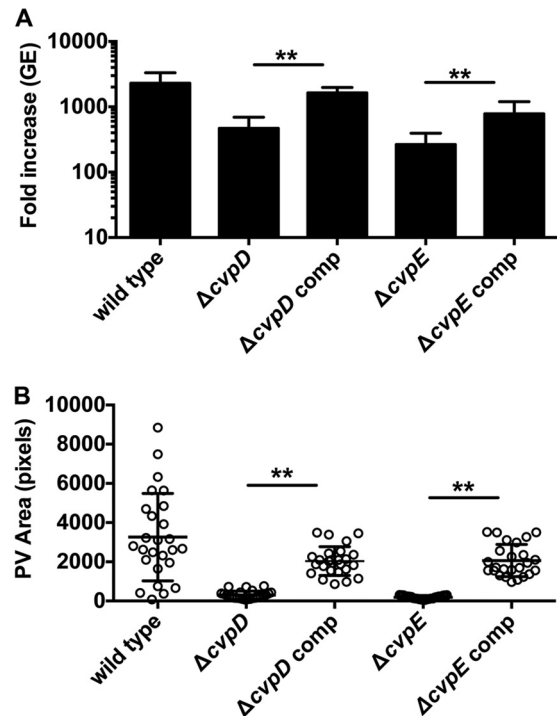 A
Fold increase (GE)
10000
1000
100
10
**
**
wild type
ΔcvpD
ΔcvpD comp
ΔcvpE
ΔcvpE comp
B
PV Area (pixels)
10000
8000
6000
4000
2000
0
**
**
wild type
ΔcvpD
ΔcvpD comp
ΔcvpE
ΔcvpE comp